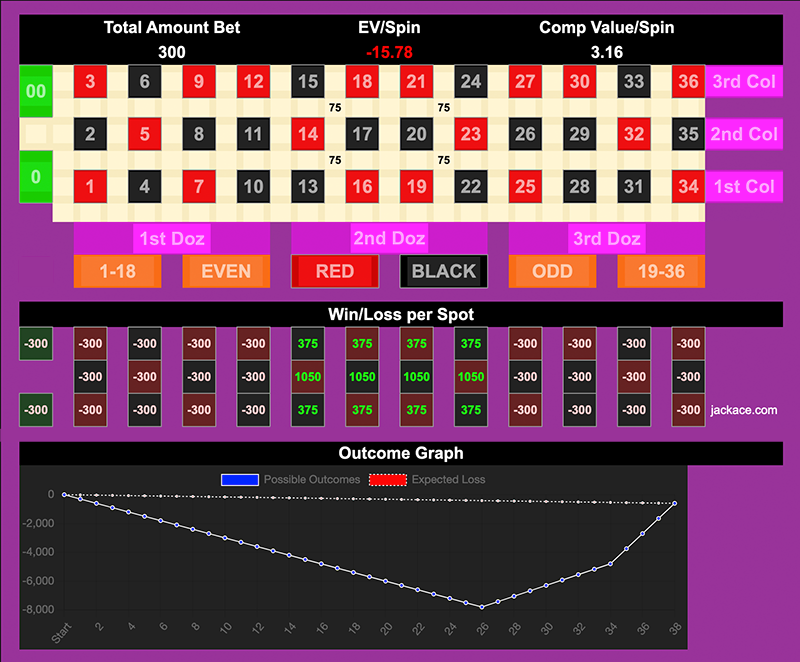 Total Amount Bet EV/Spin Comp Value/Spin
300 -15.78 3.16
00 3 6 9 12 15 18 21 24 27 30 33 36 3rd Col
75 75
2 5 8 11 14 17 20 23 26 29 32 35 2nd Col
75 75
0 1 4 7 10 13 16 19 22 25 28 31 34 1st Col
1st Doz 2nd Doz 3rd Doz
1-18 EVEN RED BLACK ODD 19-36
Win/Loss per Spot
-300 -300 -300 -300 -300 375 375 375 375 -300 -300 -300 -300
-300 -300 -300 -300 1050 1050 1050 1050 -300 -300 -300 -300
-300 -300 -300 -300 -300 375 375 375 375 -300 -300 -300 -300
jackace.com
Outcome Graph
Possible Outcomes Expected Loss
0
-2,000
-4,000
-6,000
-8,000
Start 2 4 6 8 10 12 14 16 18 20 22 24 26 28 30 32 34 36 38